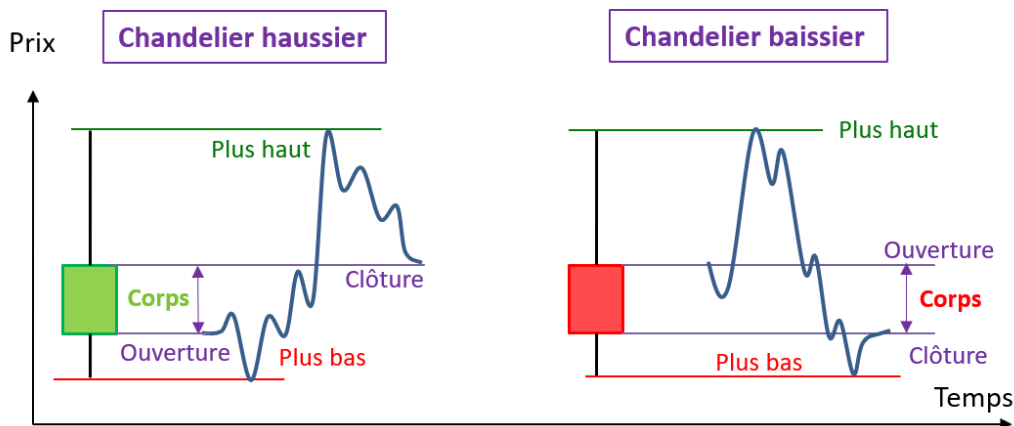 Prix
Chandelier haussier
Chandelier baissier
Plus haut
Clôture
Corps
Ouverture
Plus bas
Plus haut
Ouverture
Corps
Clôture
Plus bas
Temps